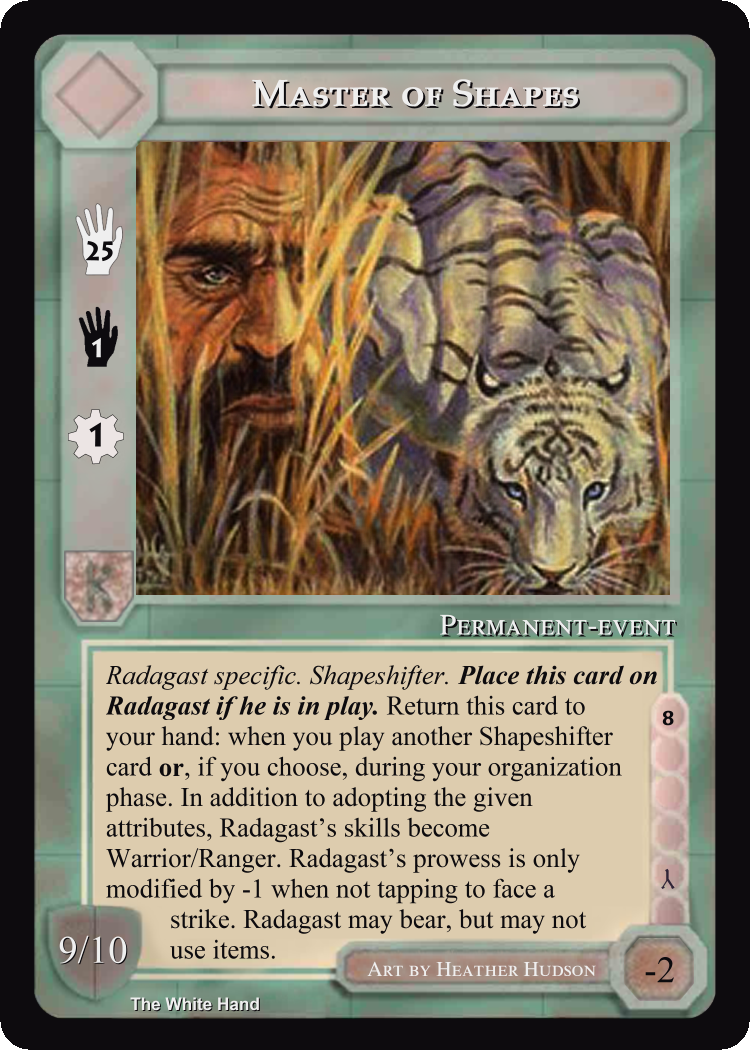 Master of Shapes
25
1
1
Permanent-event
Radagast specific. Shapeshifter. Place this card on
Radagast if he is in play. Return this card to
your hand: when you play another Shapeshifter
card or, if you choose, during your organization
phase. In addition to adopting the given
attributes, Radagast’s skills become
Warrior/Ranger. Radagast’s prowess is only
modified by -1 when not tapping to face a
strike. Radagast may bear, but may not
use items.
8
9/10
Art by Heather Hudson
-2
The White Hand